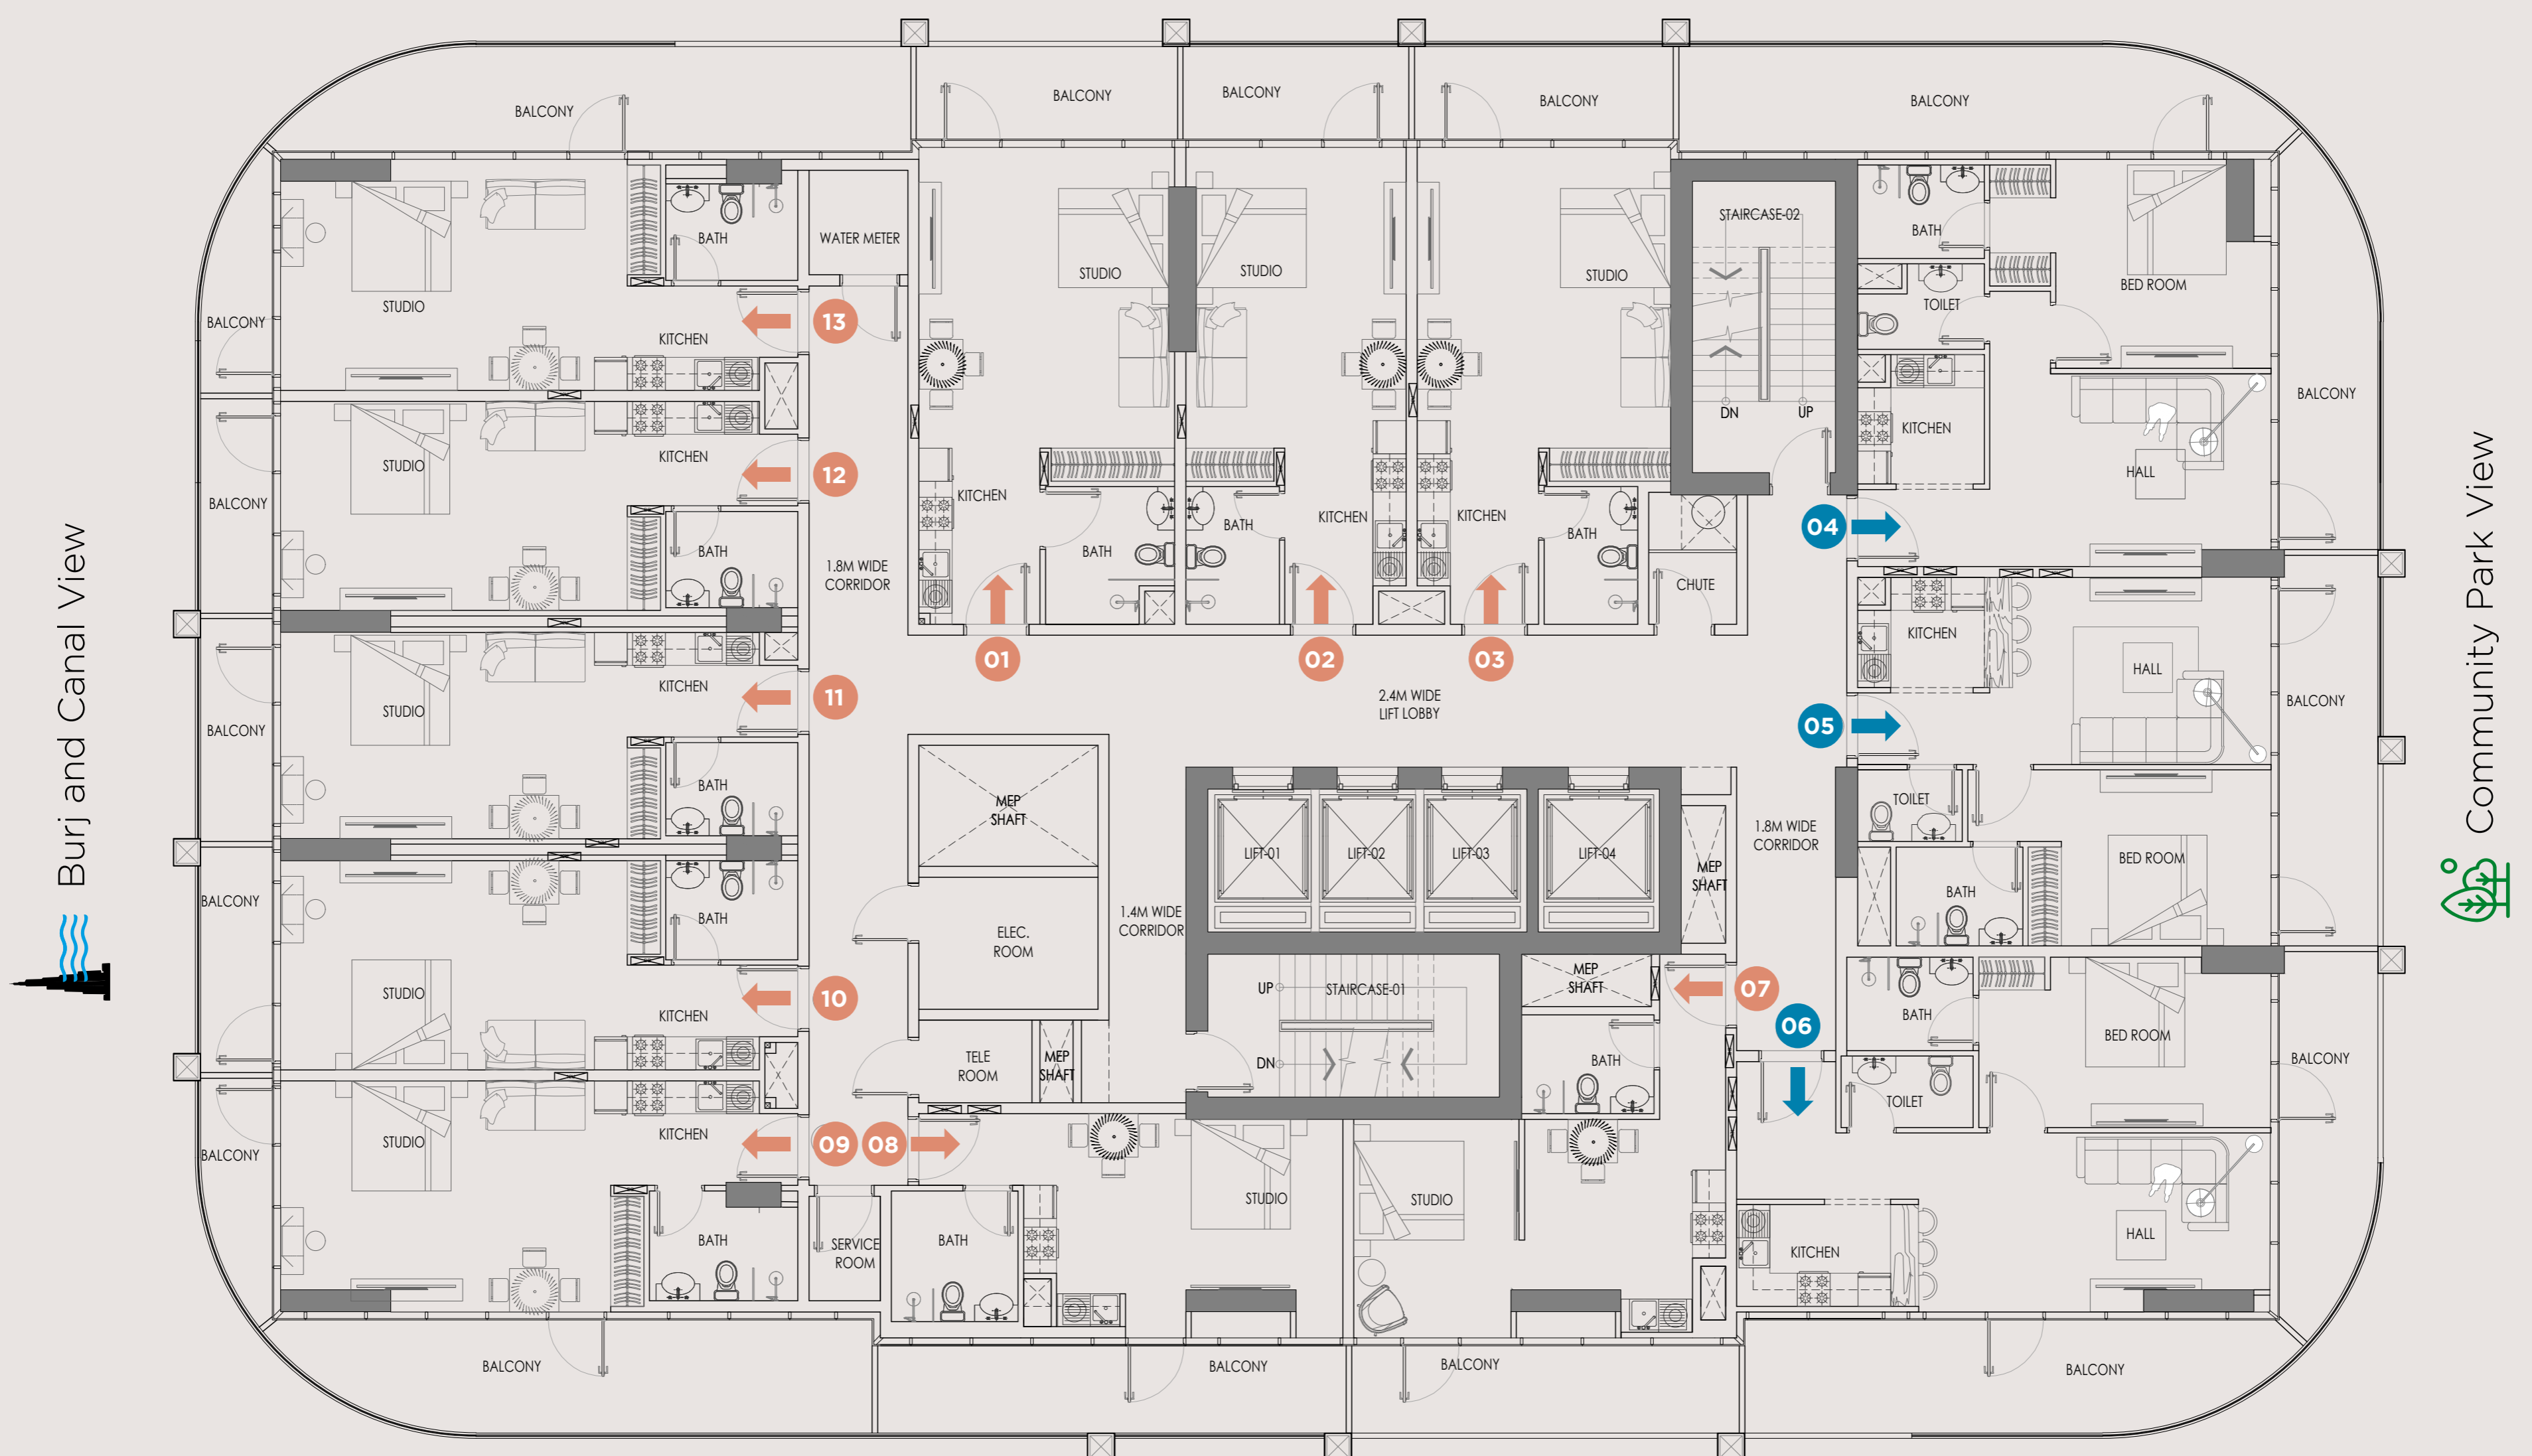 BALCONY
BALCONY
BALCONY
BALCONY
BALCONY
STUDIO
BATH
WATER METER
BALCONY
KITCHEN
13
STUDIO
STUDIO
STUDIO
STAIRCASE-02
DN
UP
BATH
TOILET
BED ROOM
KITCHEN
HALL
BALCONY
04
STUDIO
KITCHEN
12
BALCONY
BATH
1.8M WIDE
CORRIDOR
KITCHEN
BATH
BATH
KITCHEN
KITCHEN
BATH
CHUTE
01
02
03
2.4M WIDE
LIFT LOBBY
KITCHEN
HALL
05
BALCONY
TOILET
BED ROOM
BATH
STUDIO
KITCHEN
11
BALCONY
BATH
MEP
SHAFT
ELEC.
ROOM
1.4M WIDE
CORRIDOR
LIFT-01
LIFT-02
LIFT-03
LIFT-04
MEP
SHAFT
1.8M WIDE
CORRIDOR
BALCONY
BATH
STUDIO
KITCHEN
10
UP
STAIRCASE-01
DN
MEP
SHAFT
07
06
BATH
BED ROOM
TOILET
BALCONY
TELE
ROOM
MEP
SHAFT
BATH
STUDIO
KITCHEN
BALCONY
09
08
BATH
SERVICE
ROOM
BATH
STUDIO
STUDIO
KITCHEN
HALL
BALCONY
BALCONY
BALCONY
BALCONY
Burj and Canal View
Community Park View